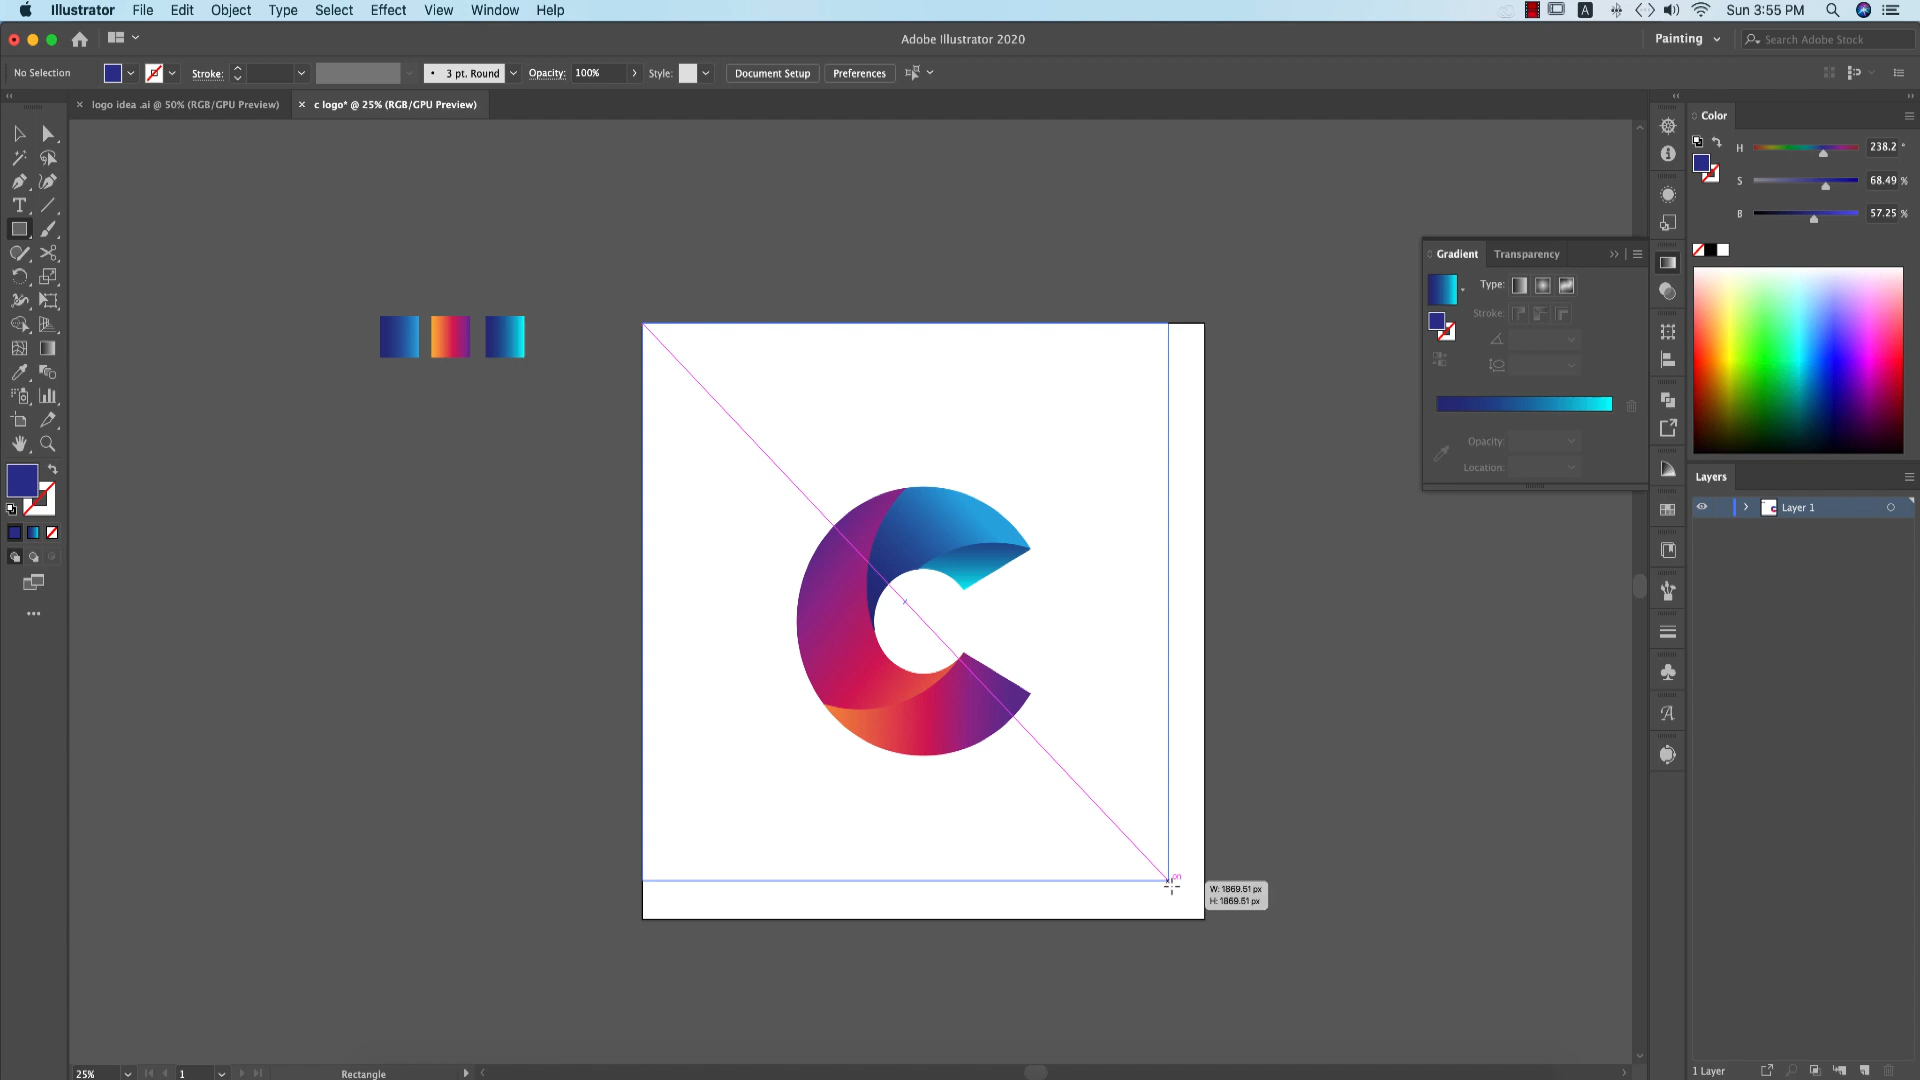 Illustrator File Edit Object Type Select Effect View Window Help
A Sun 3:55 PM
Adobe Illustrator 2020
Painting
Search Adobe Stock
No Selection
Stroke:
3 pt. Round
Opacity: 100%
Style:
Document Setup
Preferences
logo idea .ai @ 50% (RGB/GPU Preview)
c logo* @ 25% (RGB/GPU Preview)
Color
H 238.2 °
S 68.49 %
B 57.25 %
Gradient Transparency
Type:
Stroke:
Opacity:
Location:
Layers
Layer 1
on
W: 1869.51 px
H: 1869.51 px
25%
1
Rectangle
1 Layer